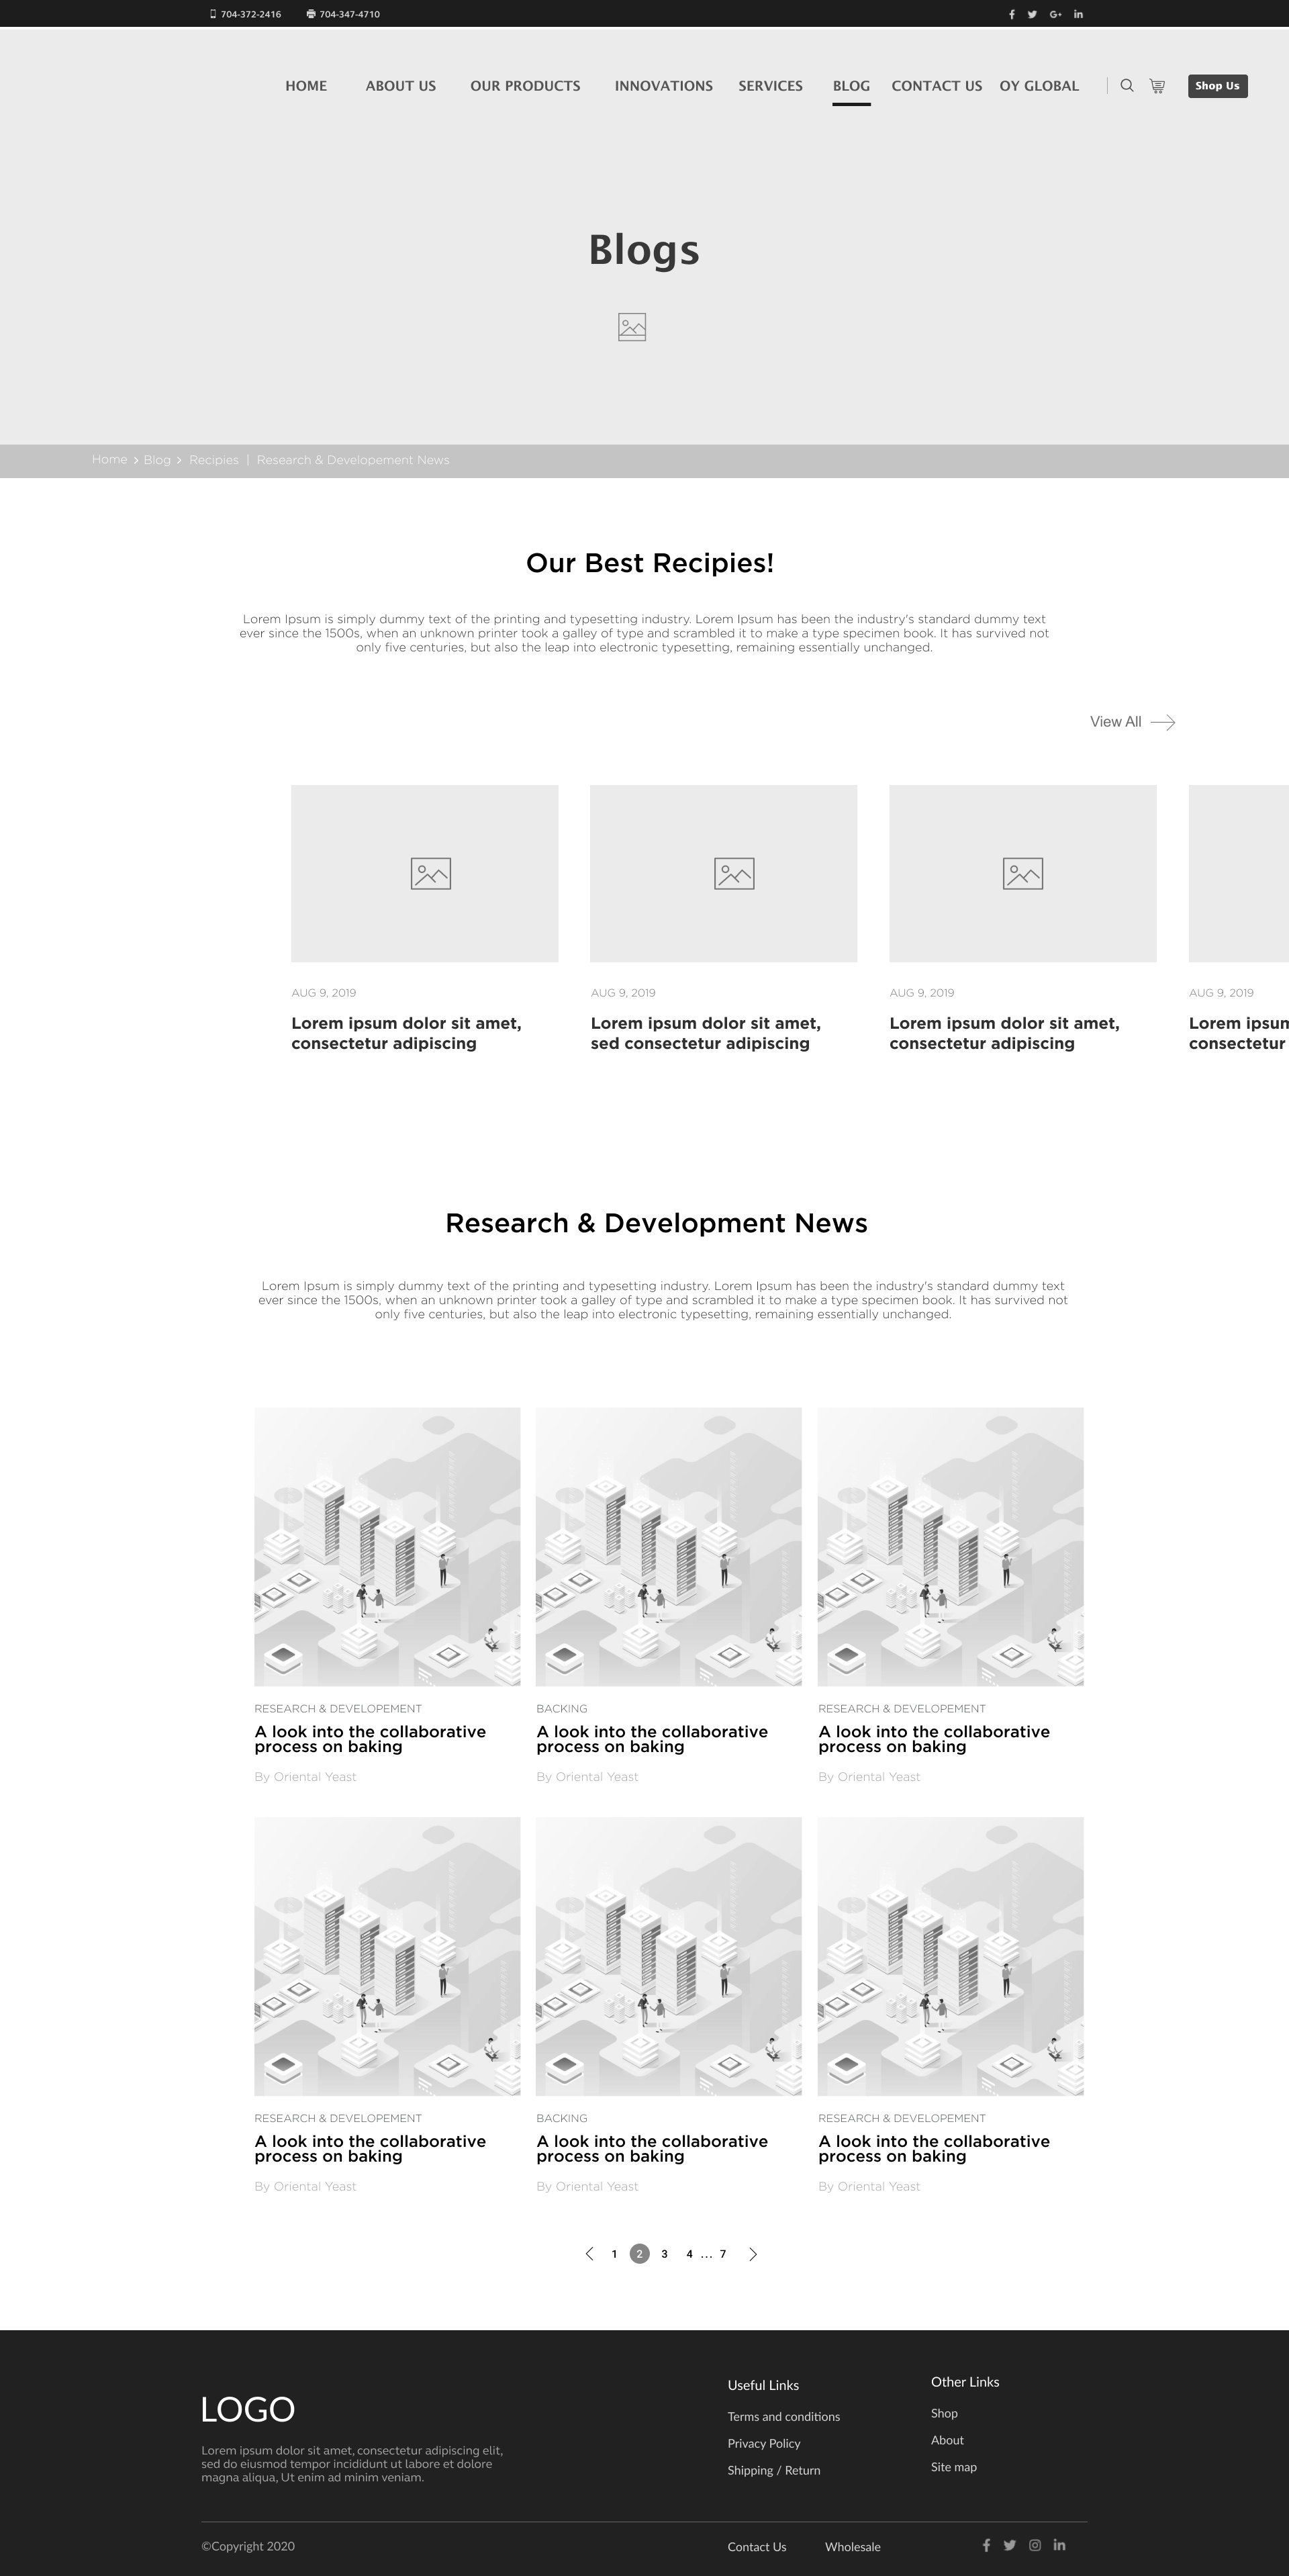 704-372-2416 704-347-4710
HOME ABOUT US OUR PRODUCTS INNOVATIONS SERVICES BLOG CONTACT US OY GLOBAL Shop Us
Blogs
Home > Blog > Recipies | Research & Developement News
Our Best Recipies!
Lorem Ipsum is simply dummy text of the printing and typesetting industry. Lorem Ipsum has been the industry's standard dummy text
ever since the 1500s, when an unknown printer took a galley of type and scrambled it to make a type specimen book. It has survived not
only five centuries, but also the leap into electronic typesetting, remaining essentially unchanged.
View All
AUG 9, 2019
Lorem ipsum dolor sit amet,
consectetur adipiscing
AUG 9, 2019
Lorem ipsum dolor sit amet,
sed consectetur adipiscing
AUG 9, 2019
Lorem ipsum dolor sit amet,
consectetur adipiscing
AUG 9, 2019
Lorem ipsum
consectetur
Research & Development News
Lorem Ipsum is simply dummy text of the printing and typesetting industry. Lorem Ipsum has been the industry's standard dummy text
ever since the 1500s, when an unknown printer took a galley of type and scrambled it to make a type specimen book. It has survived not
only five centuries, but also the leap into electronic typesetting, remaining essentially unchanged.
RESEARCH & DEVELOPEMENT
A look into the collaborative
process on baking
By Oriental Yeast
BACKING
A look into the collaborative
process on baking
By Oriental Yeast
RESEARCH & DEVELOPEMENT
A look into the collaborative
process on baking
By Oriental Yeast
RESEARCH & DEVELOPEMENT
A look into the collaborative
process on baking
By Oriental Yeast
BACKING
A look into the collaborative
process on baking
By Oriental Yeast
RESEARCH & DEVELOPEMENT
A look into the collaborative
process on baking
By Oriental Yeast
1 2 3 4 ... 7
LOGO
Lorem ipsum dolor sit amet, consectetur adipiscing elit,
sed do eiusmod tempor incididunt ut labore et dolore
magna aliqua, Ut enim ad minim veniam.
Useful Links
Terms and conditions
Privacy Policy
Shipping / Return
Other Links
Shop
About
Site map
©Copyright 2020
Contact Us Wholesale